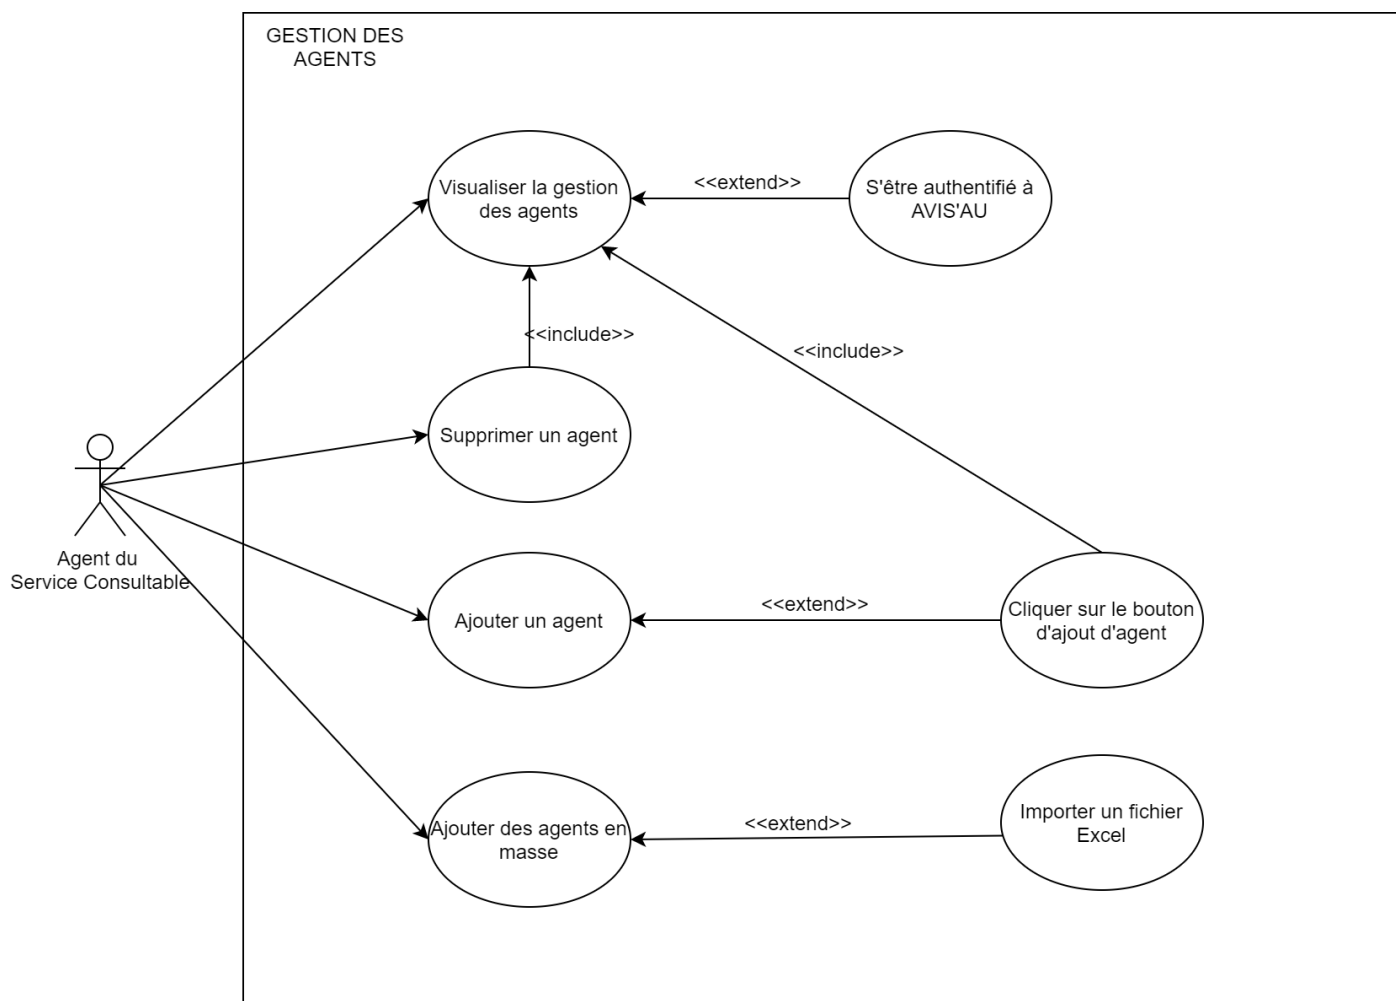 GESTION DES
AGENTS
Visualiser la gestion
des agents
<<extend>>
S'être authentifié à
AVIS'AU
<<include>>
<<include>>
Supprimer un agent
Agent du
Service Consultable
Ajouter un agent
<<extend>>
Cliquer sur le bouton
d'ajout d'agent
Ajouter des agents en
masse
<<extend>>
Importer un fichier
Excel